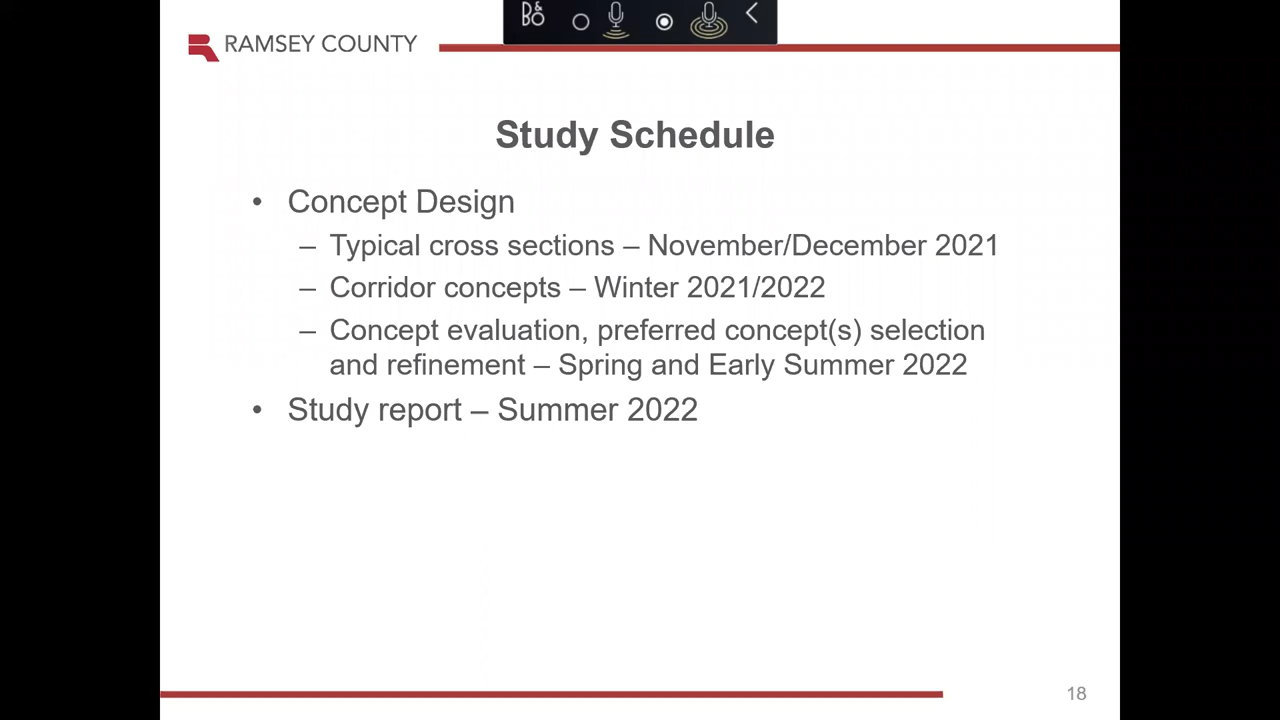 B&O
RAMSEY COUNTY
Study Schedule
• Concept Design
– Typical cross sections – November/December 2021
– Corridor concepts – Winter 2021/2022
– Concept evaluation, preferred concept(s) selection
and refinement – Spring and Early Summer 2022
• Study report – Summer 2022
18